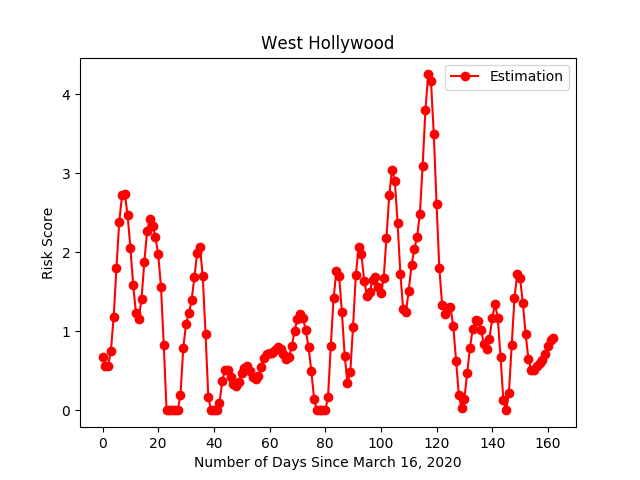 West Hollywood
Estimation
Risk Score
4
3
2
1
0
0 20 40 60 80 100 120 140 160
Number of Days Since March 16, 2020